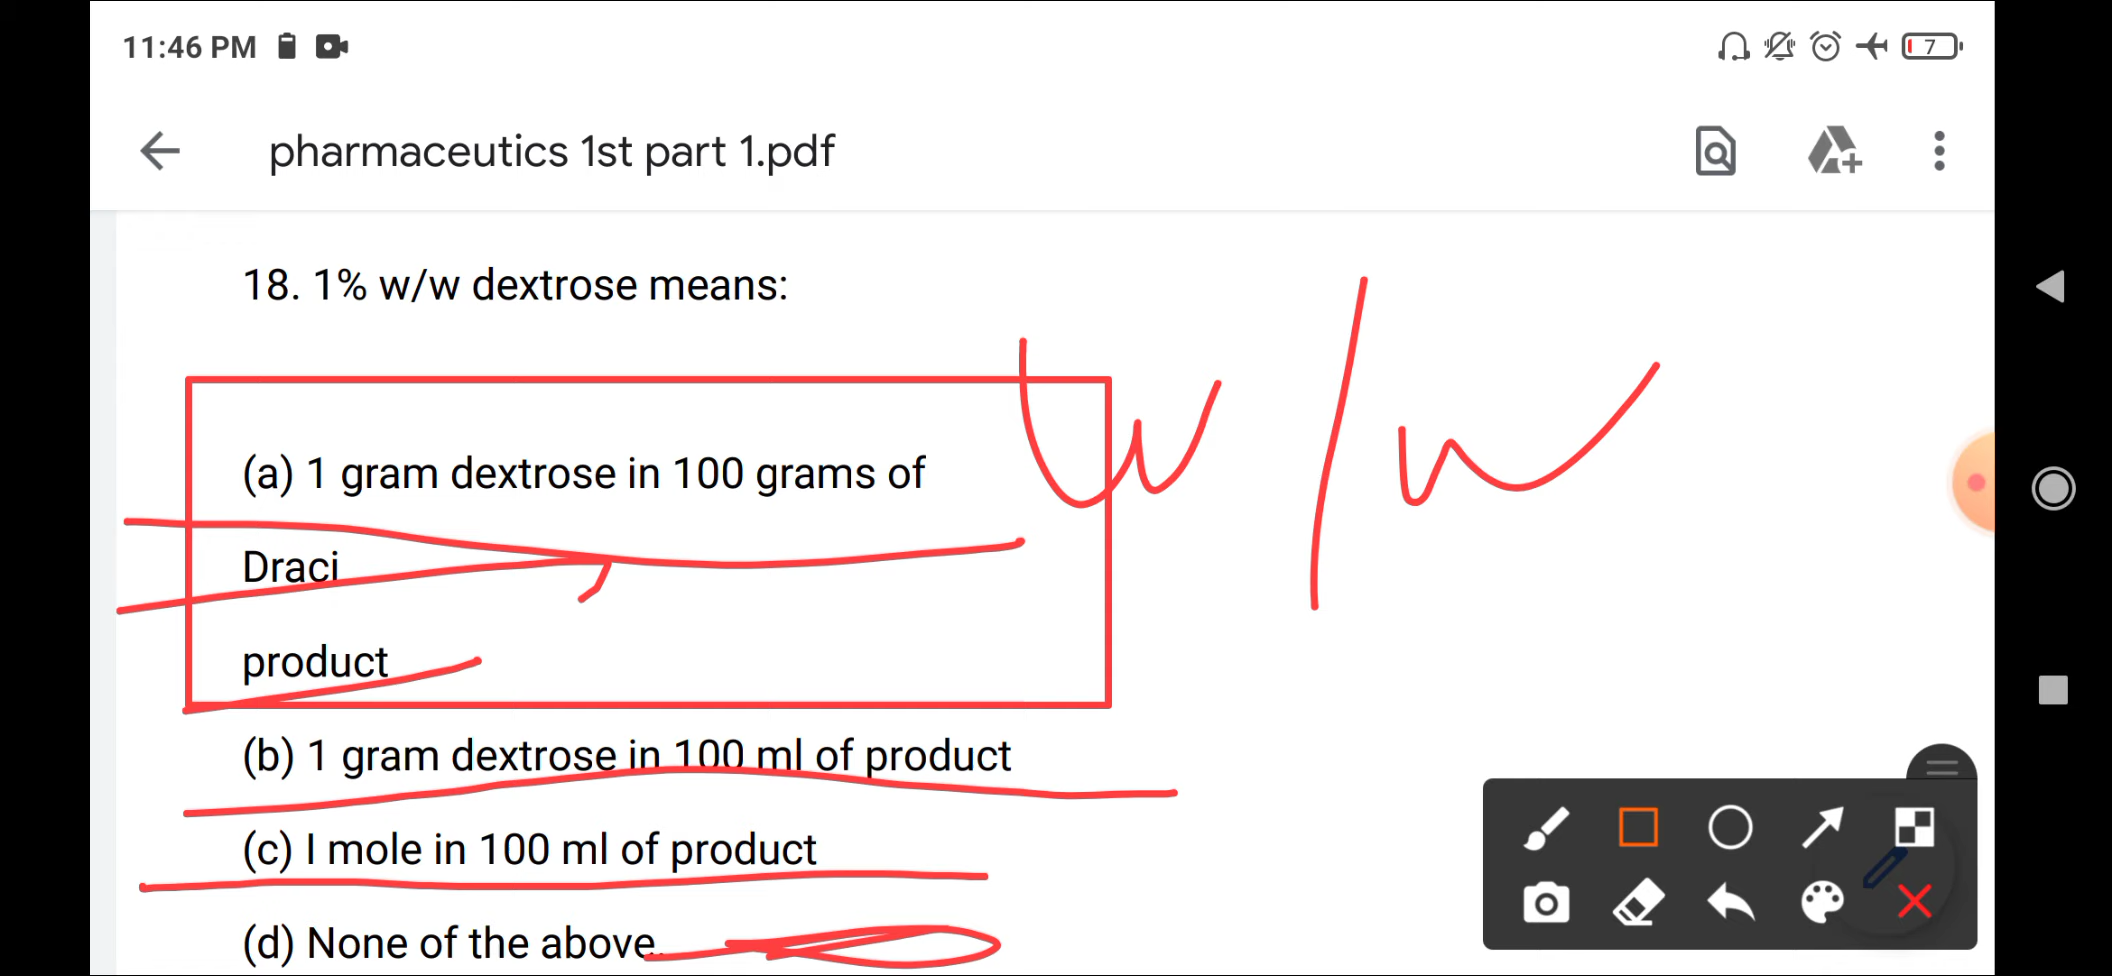 11:46 PM
7
pharmaceutics 1st part 1.pdf
18. 1% w/w dextrose means:
w/w
(a) 1 gram dextrose in 100 grams of
Draci
product
(b) 1 gram dextrose in 100 ml of product
(c) I mole in 100 ml of product
(d) None of the above.